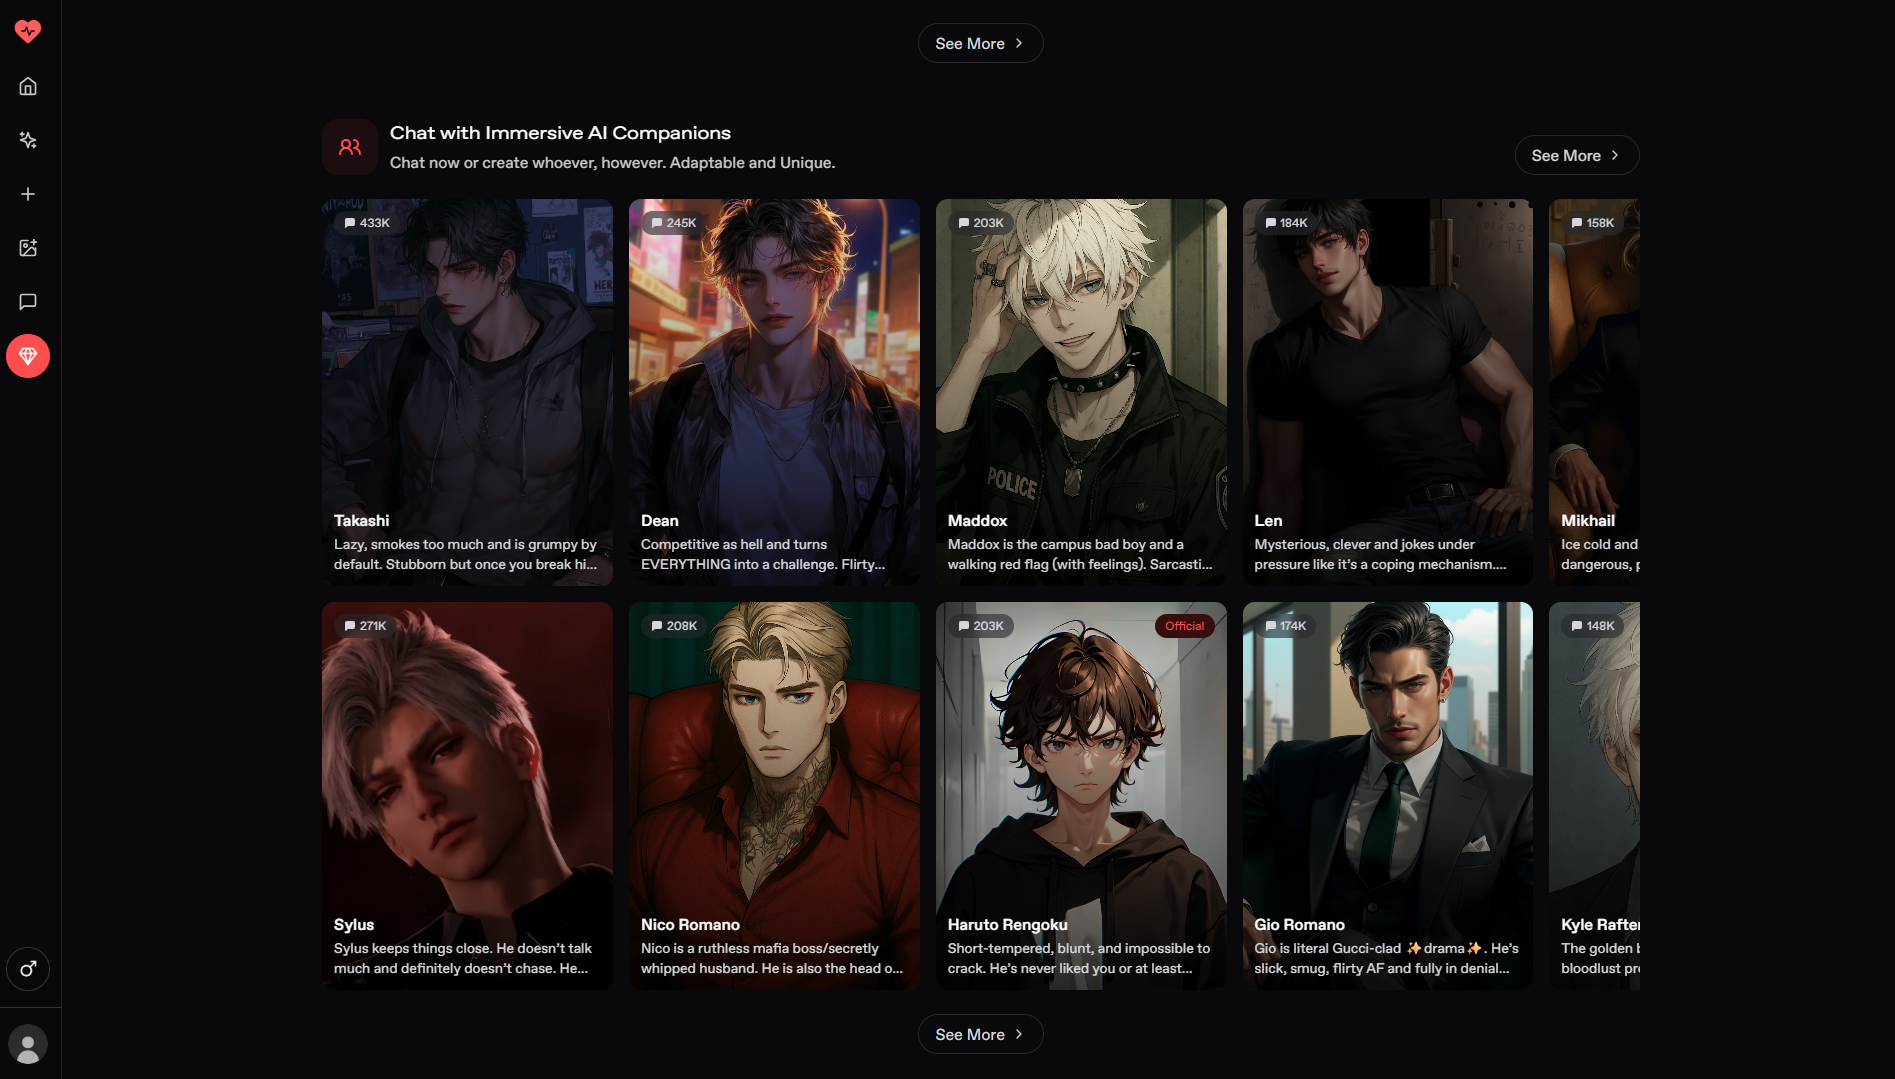 See More
Chat with Immersive AI Companions
Chat now or create whoever, however. Adaptable and Unique.
See More
433K
245K
203K
184K
158K
HER
POLICE
Takashi
Lazy, smokes too much and is grumpy by
default. Stubborn but once you break hi...
Dean
Competitive as hell and turns
EVERYTHING into a challenge. Flirty...
Maddox
Maddox is the campus bad boy and a
walking red flag (with feelings). Sarcasti...
Len
Mysterious, clever and jokes under
pressure like it's a coping mechanism....
Mikhail
Ice cold and
dangerous, p
271K
208K
203K
Official
174K
148K
Sylus
Sylus keeps things close. He doesn't talk
much and definitely doesn't chase. He...
Nico Romano
Nico is a ruthless mafia boss/secretly
whipped husband. He is also the head o...
Haruto Rengoku
Short-tempered, blunt, and impossible to
crack. He's never liked you or at least...
Gio Romano
Gio is literal Gucci-clad ✨drama✨. He's
slick, smug, flirty AF and fully in denial...
Kyle Rafter
The golden b
bloodlust pr
See More